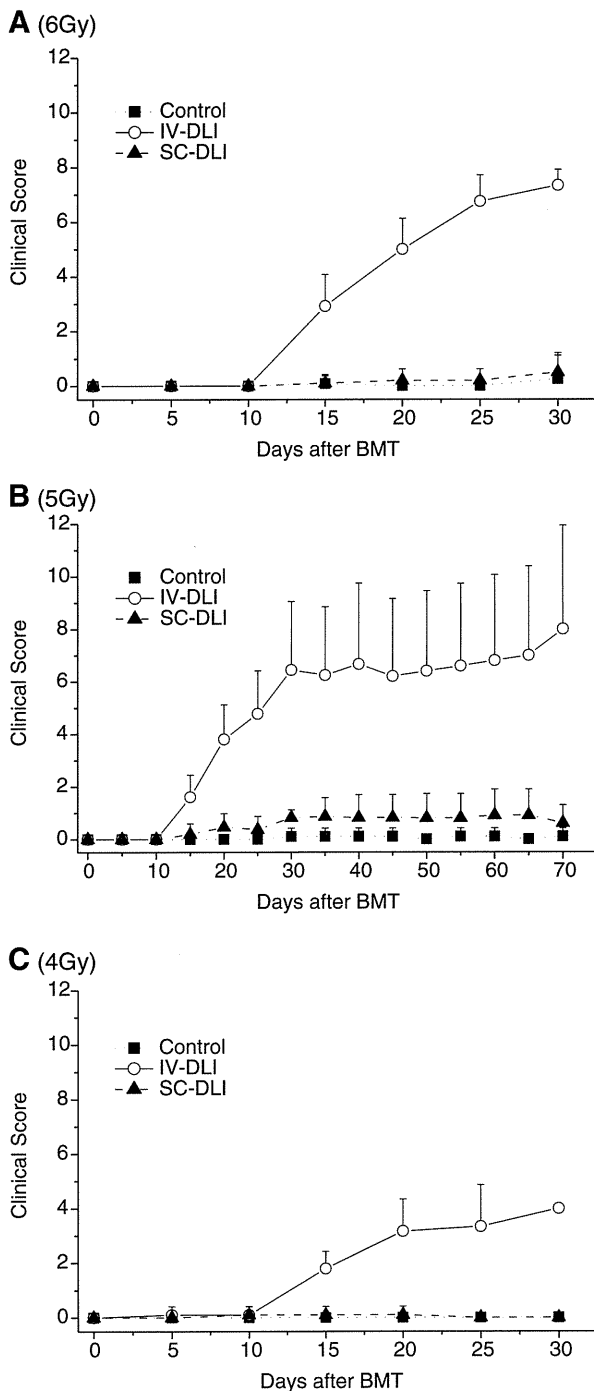 A (6Gy)
12
10
8
6
4
2
0
Clinical Score
Control
IV-DLI
SC-DLI
0 5 10 15 20 25 30
Days after BMT
B (5Gy)
12
10
8
6
4
2
0
Clinical Score
Control
IV-DLI
SC-DLI
0 10 20 30 40 50 60 70
Days after BMT
C (4Gy)
12
10
8
6
4
2
0
Clinical Score
Control
IV-DLI
SC-DLI
0 5 10 15 20 25 30
Days after BMT